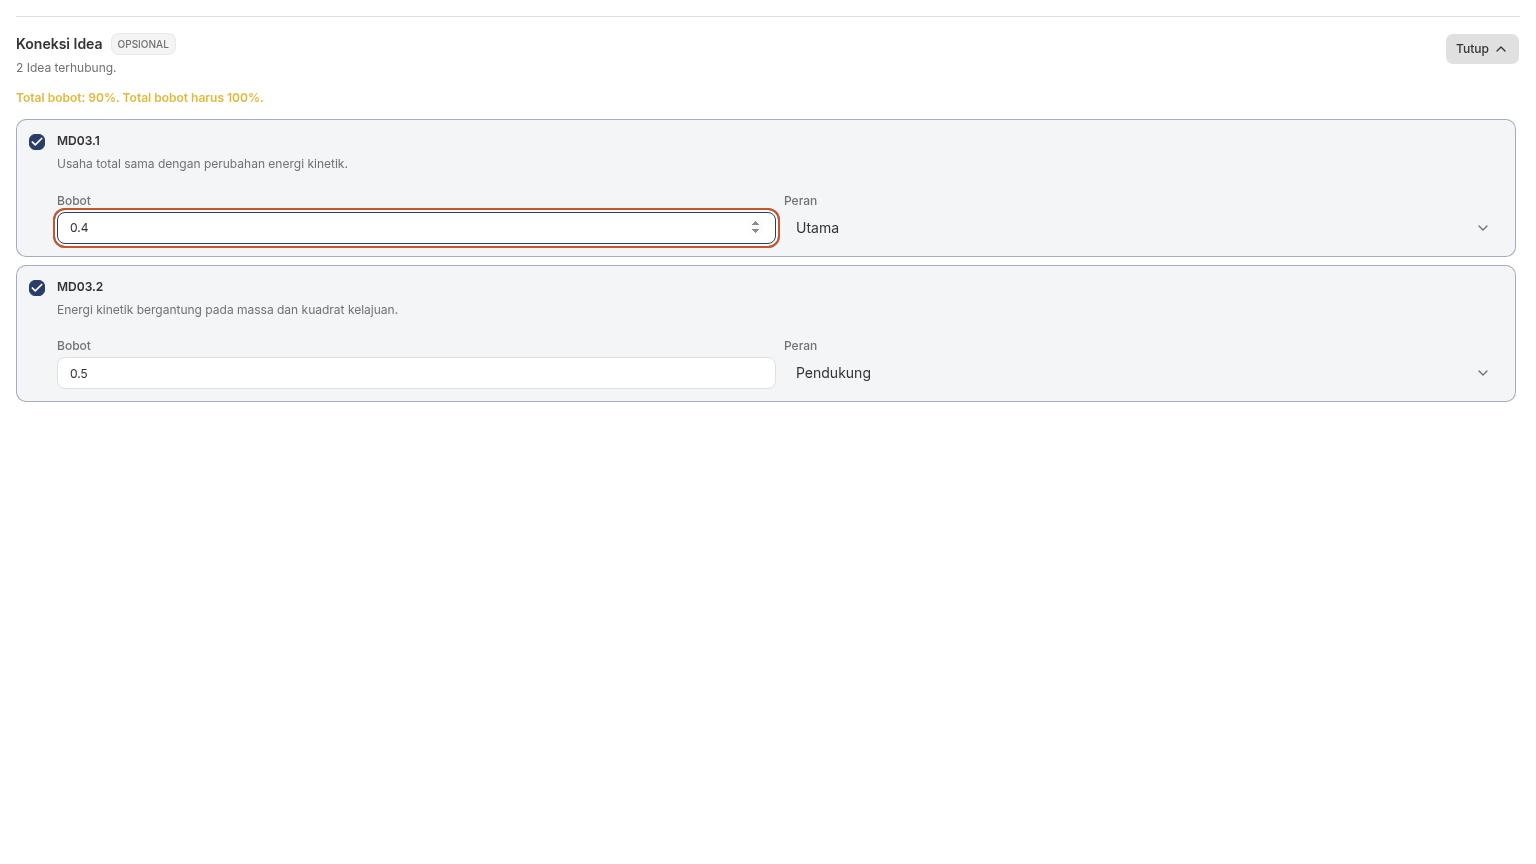 Koneksi Idea OPSIONAL
Tutup
2 Idea terhubung.
Total bobot: 90%. Total bobot harus 100%.
MD03.1
Usaha total sama dengan perubahan energi kinetik.
Bobot Peran
0.4 Utama
MD03.2
Energi kinetik bergantung pada massa dan kuadrat kelajuan.
Bobot Peran
0.5 Pendukung